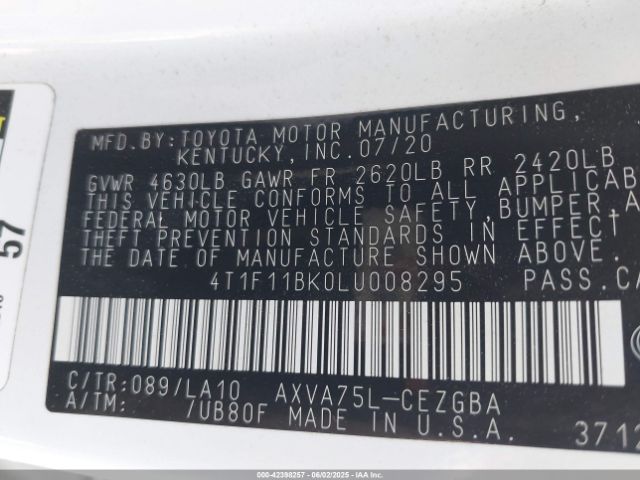 MFD.BY:TOYOTA MOTOR MANUFACTURING,
KENTUCKY,INC.07/20
GVWR 4630LB GAWR FR 2620LB RR 2420LB
THIS VEHICLE CONFORMS TO ALL APPLICAB
FEDERAL MOTOR VEHICLE SAFETY,BUMPER,A
THEFT PREVENTION STANDARDS IN EFFECT
THE DATE OF MANUFACTURE SHOWN ABOVE.
4T1F11BK0LU008295 PASS.CA
C/TR:089/LA10 AXVA75L-CEZGBA
A/TM: /UB80F MADE IN U.S.A.
3712
57
000-42398257 - 06/02/2025 - IAAI.COM